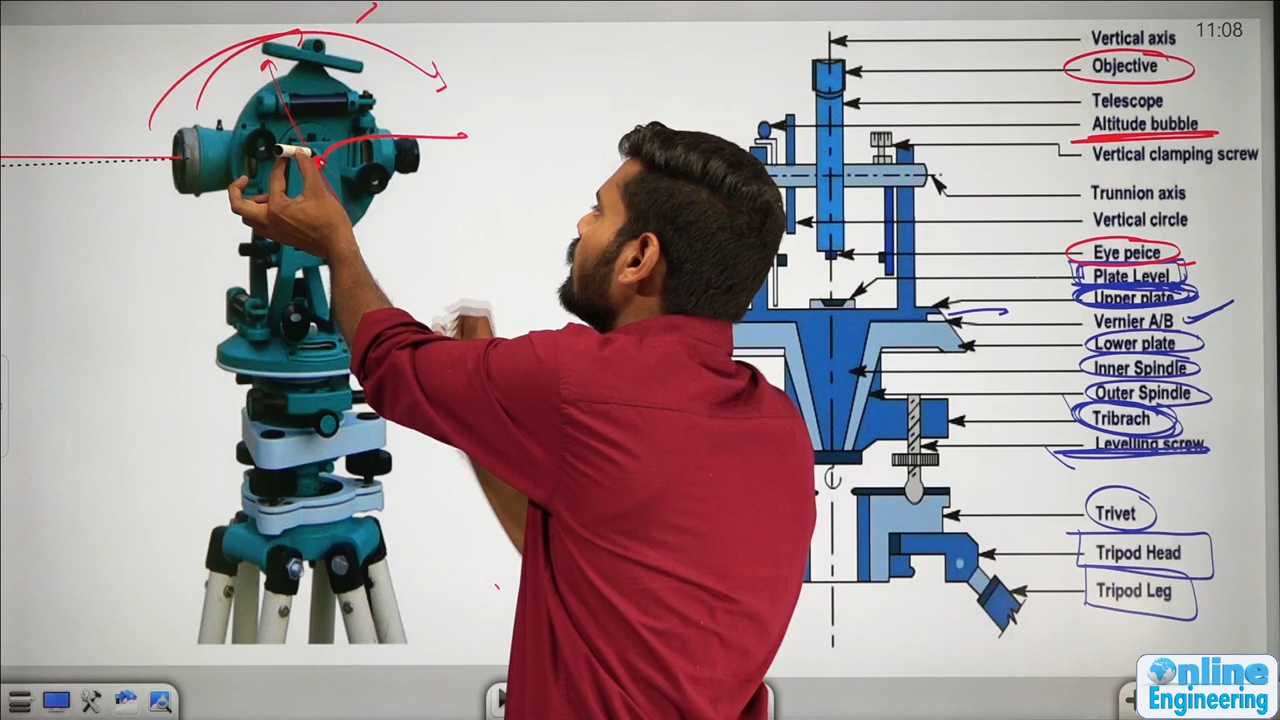 11:08
Vertical axis
Objective
Telescope
Altitude bubble
Vertical clamping screw
Trunnion axis
Vertical circle
Eye peice
Plate Level
Upper plate
Vernier A/B
Lower plate
Inner Spindle
Outer Spindle
Tribrach
Levelling screw
Trivet
Tripod Head
Tripod Leg
Online
Engineering